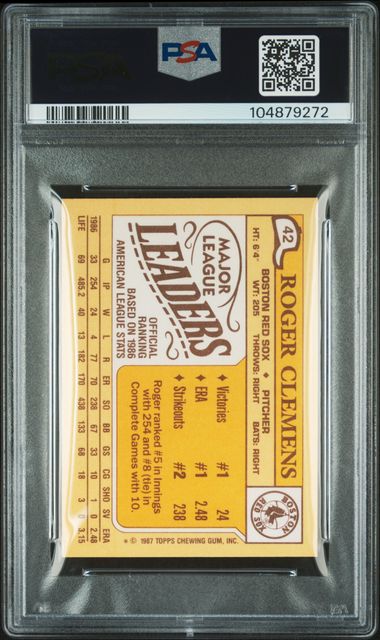 PSA
104879272
42
ROGER CLEMENS
BOSTON RED SOX ♦ PITCHER
HT: 6'4" WT: 205 THROWS: RIGHT BATS: RIGHT
MAJOR
LEAGUE
LEADERS
OFFICIAL
RANKING
BASED ON 1986
AMERICAN LEAGUE STATS
♦ Victories #1 24
♦ ERA #1 2.48
♦ Strikeouts #2 238
Roger ranked #5 in Innings
with 254 and #8 (tie) in
Complete Games with 10.
BOSTON
RED SOX
G IP W L R ER SO BB GS CG SHO SV ERA
1986 33 254 24 4 77 70 238 67 33 10 1 0 2.48
LIFE 69 485.2 40 13 182 170 438 133 68 18 3 0 3.15
* © 1987 TOPPS CHEWING GUM, INC.